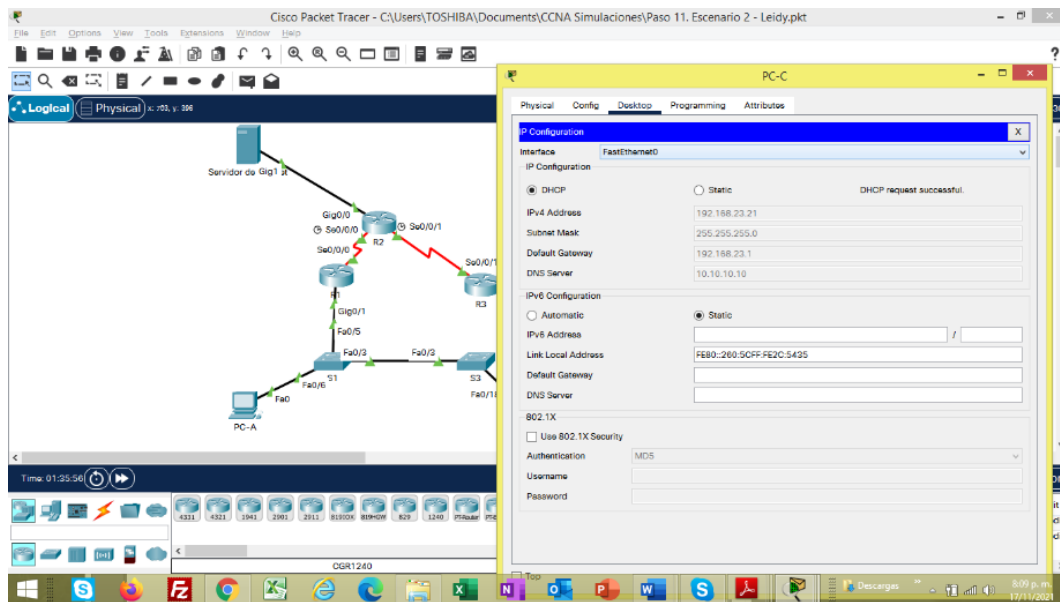 Cisco Packet Tracer - C:\Users\TOSHIBA\Documents\CCNA Simulaciones\Paso 11. Escenario 2 - Leidy.pkt
File Edit Options View Tools Extensions Window Help
?
Logical Physical x: 703, y: 396
Servidor de Gig1
Gig0/0
Se0/0/0
Se0/0/1
R2
Se0/0/0
Se0/0/1
R1
R3
Gig0/1
Fa0/5
Fa0/3 Fa0/3
S1 S3
Fa0/6
Fa0
PC-A
Time: 01:35:56
4331 4321 1941 2901 2911 819IOX 819HGW 829 1240 PT-Router
CGR1240
PC-C
Physical Config Desktop Programming Attributes
IP Configuration X
Interface FastEthernet0
IP Configuration
DHCP Static DHCP request successful.
IPv4 Address 192.168.23.21
Subnet Mask 255.255.255.0
Default Gateway 192.168.23.1
DNS Server 10.10.10.10
IPv6 Configuration
Automatic Static
IPv6 Address /
Link Local Address FE80::260:5CFF:FE2C:5435
Default Gateway
DNS Server
802.1X
Use 802.1X Security
Authentication MD5
Username
Password
Top
Descargas
8:09 p. m.
17/11/2021